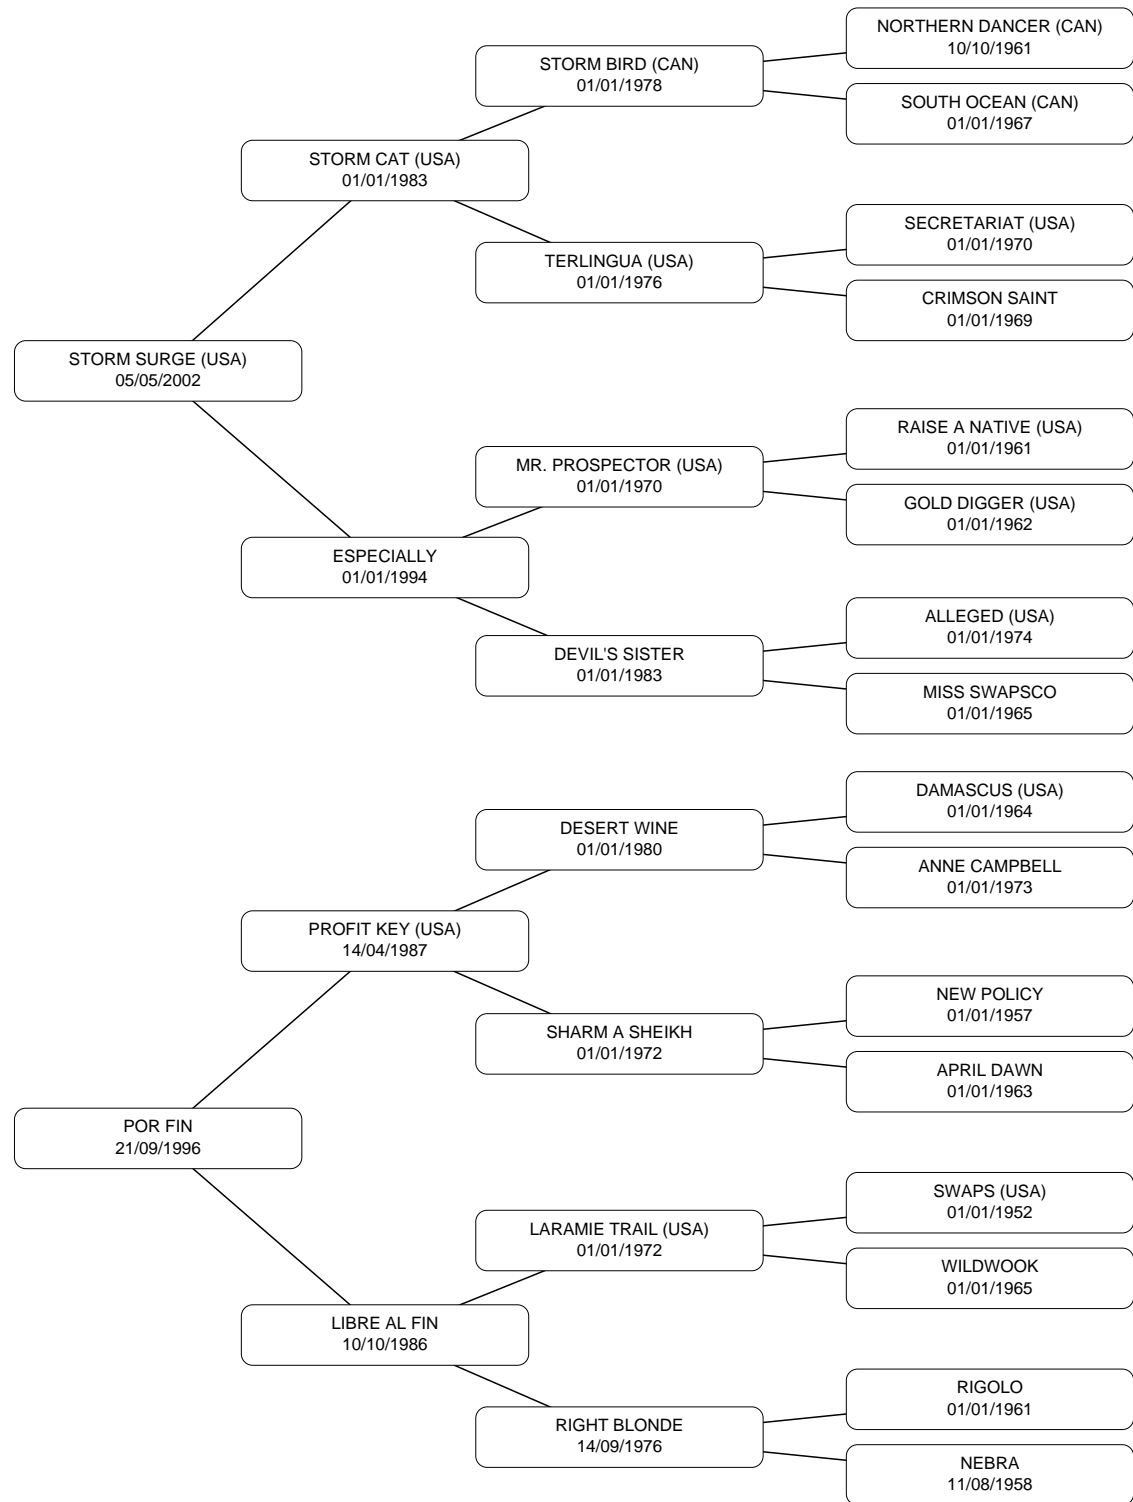 NORTHERN DANCER (CAN)
10/10/1961
STORM BIRD (CAN)
01/01/1978
SOUTH OCEAN (CAN)
01/01/1967
STORM CAT (USA)
01/01/1983
SECRETARIAT (USA)
01/01/1970
TERLINGUA (USA)
01/01/1976
CRIMSON SAINT
01/01/1969
STORM SURGE (USA)
05/05/2002
RAISE A NATIVE (USA)
01/01/1961
MR. PROSPECTOR (USA)
01/01/1970
GOLD DIGGER (USA)
01/01/1962
ESPECIALLY
01/01/1994
ALLEGED (USA)
01/01/1974
DEVIL'S SISTER
01/01/1983
MISS SWAPSCO
01/01/1965
DAMASCUS (USA)
01/01/1964
DESERT WINE
01/01/1980
ANNE CAMPBELL
01/01/1973
PROFIT KEY (USA)
14/04/1987
NEW POLICY
01/01/1957
SHARM A SHEIKH
01/01/1972
APRIL DAWN
01/01/1963
POR FIN
21/09/1996
SWAPS (USA)
01/01/1952
LARAMIE TRAIL (USA)
01/01/1972
WILDWOOK
01/01/1965
LIBRE AL FIN
10/10/1986
RIGOLO
01/01/1961
RIGHT BLONDE
14/09/1976
NEBRA
11/08/1958